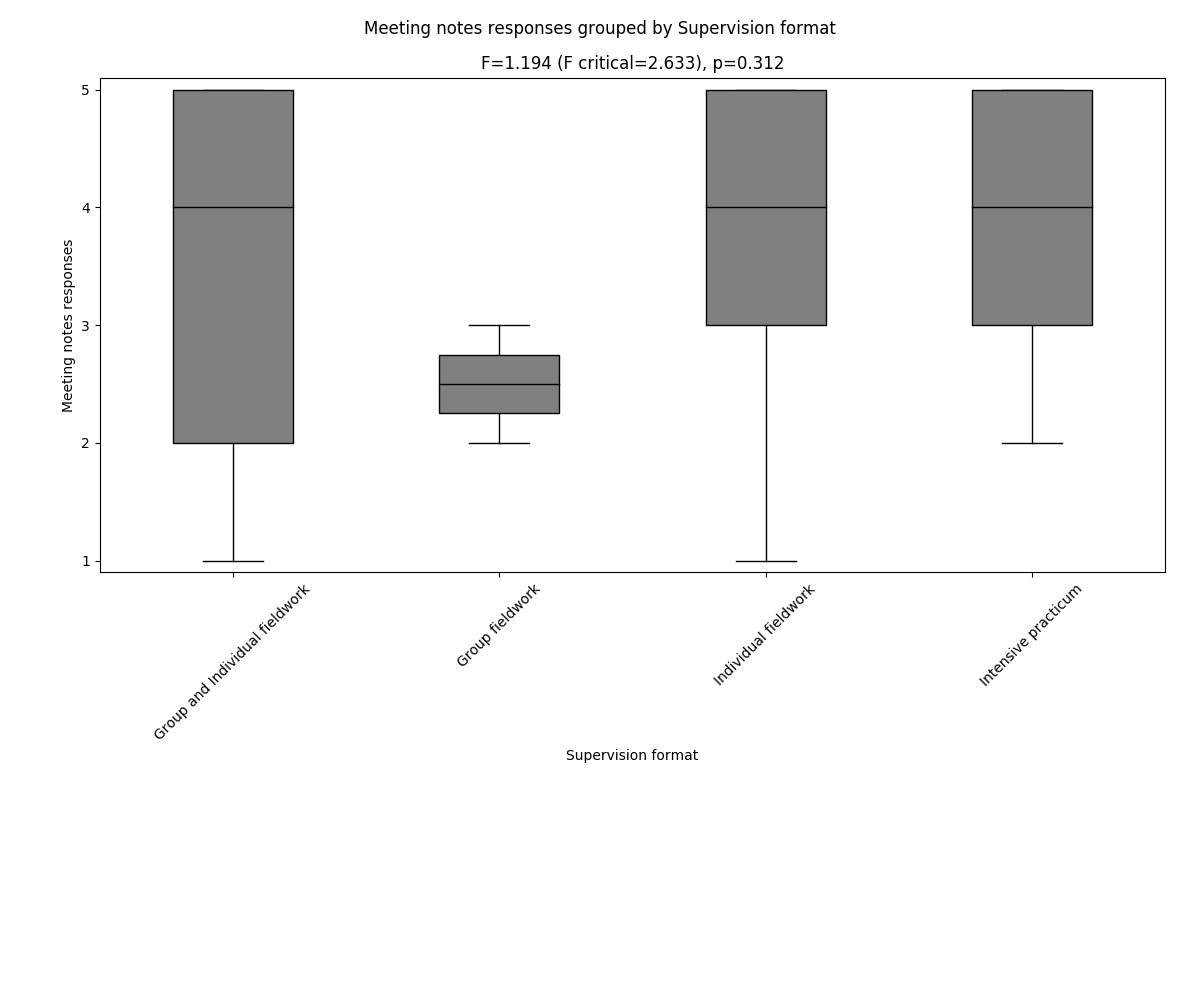 Meeting notes responses grouped by Supervision format
F=1.194 (F critical=2.633), p=0.312
Meeting notes responses
5
4
3
2
1
Group and Individual fieldwork
Group fieldwork
Individual fieldwork
Intensive practicum
Supervision format